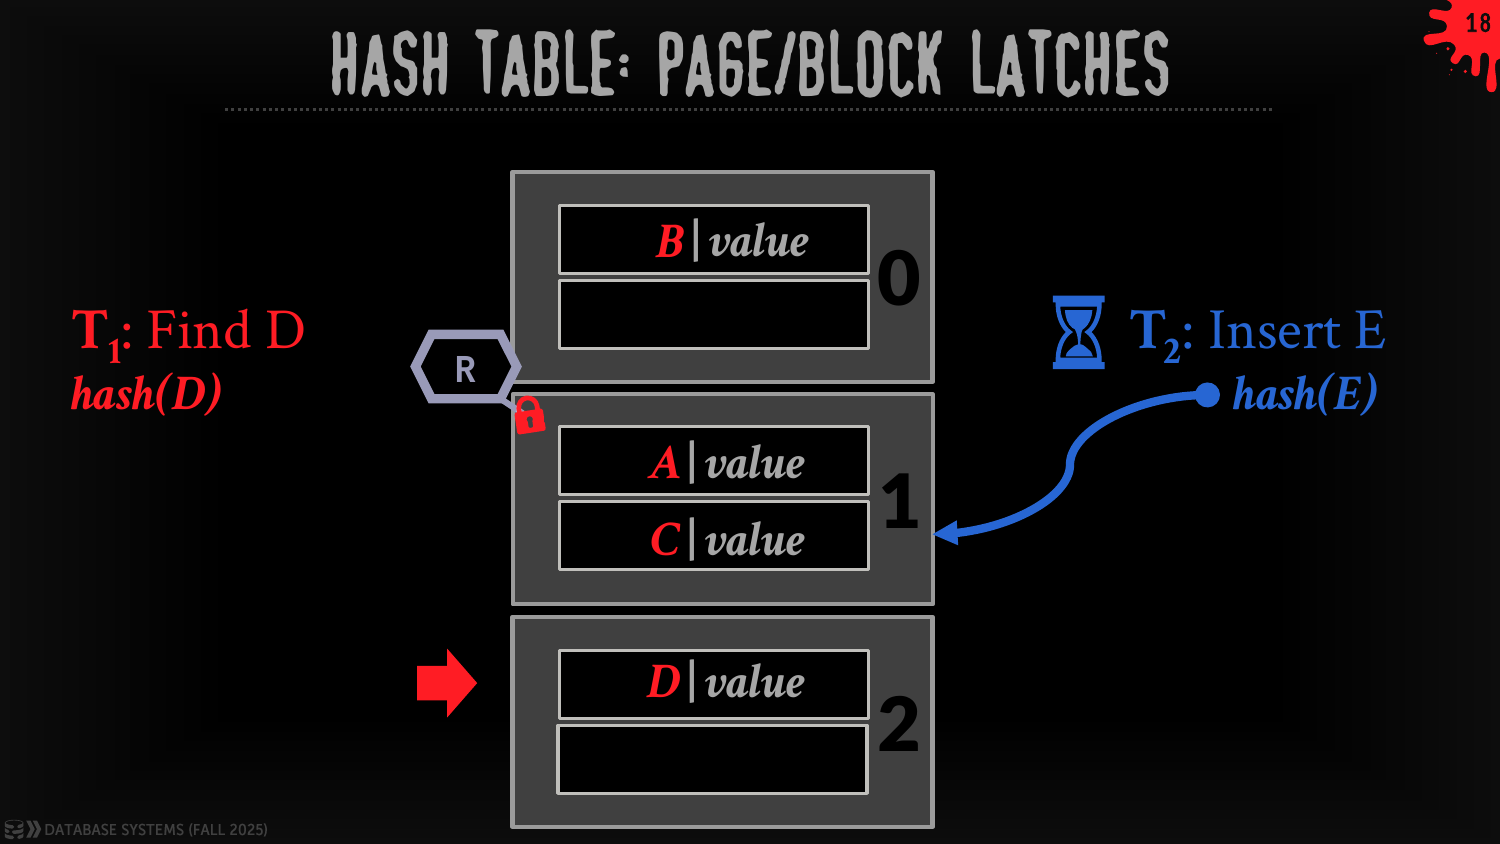 18
HASH TABLE: PAGE/BLOCK LATCHES
B|value
0
T1: Find D
hash(D)
R
T2: Insert E
hash(E)
A|value
C|value
1
D|value
2
DATABASE SYSTEMS (FALL 2025)